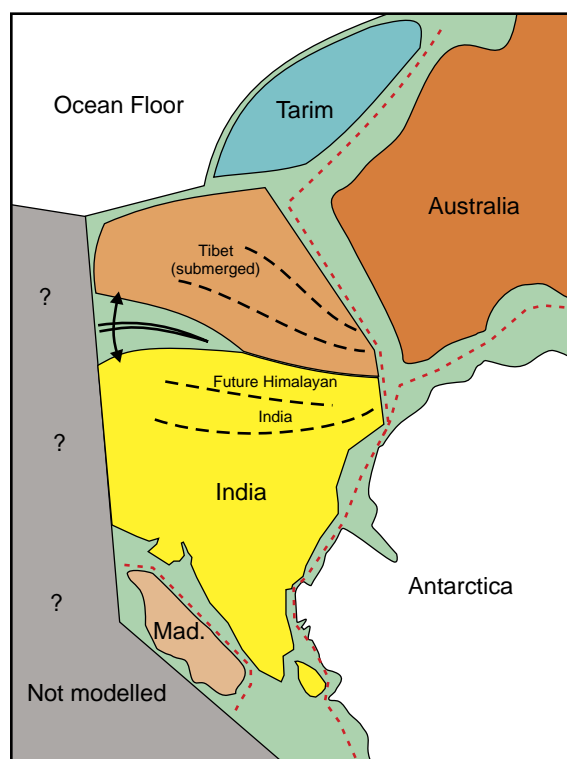 Ocean Floor
Tarim
Australia
Tibet
(submerged)
?
Future Himalayan
India
?
India
Antarctica
?
Mad.
Not modelled